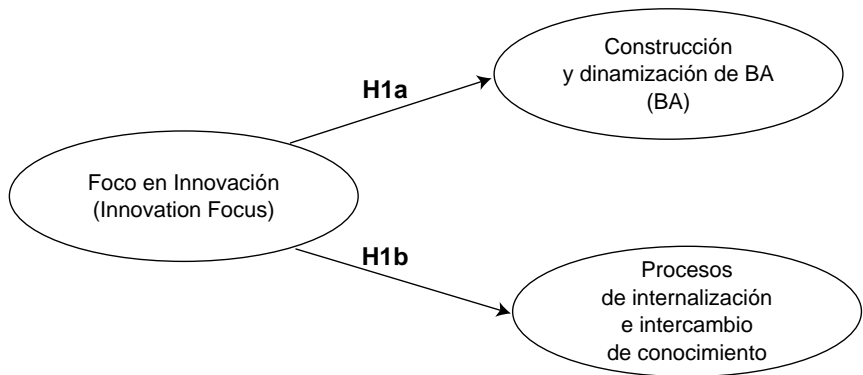 Construcción
y dinamización de BA
(BA)
H1a
Foco en Innovación
(Innovation Focus)
H1b
Procesos
de internalización
e intercambio
de conocimiento